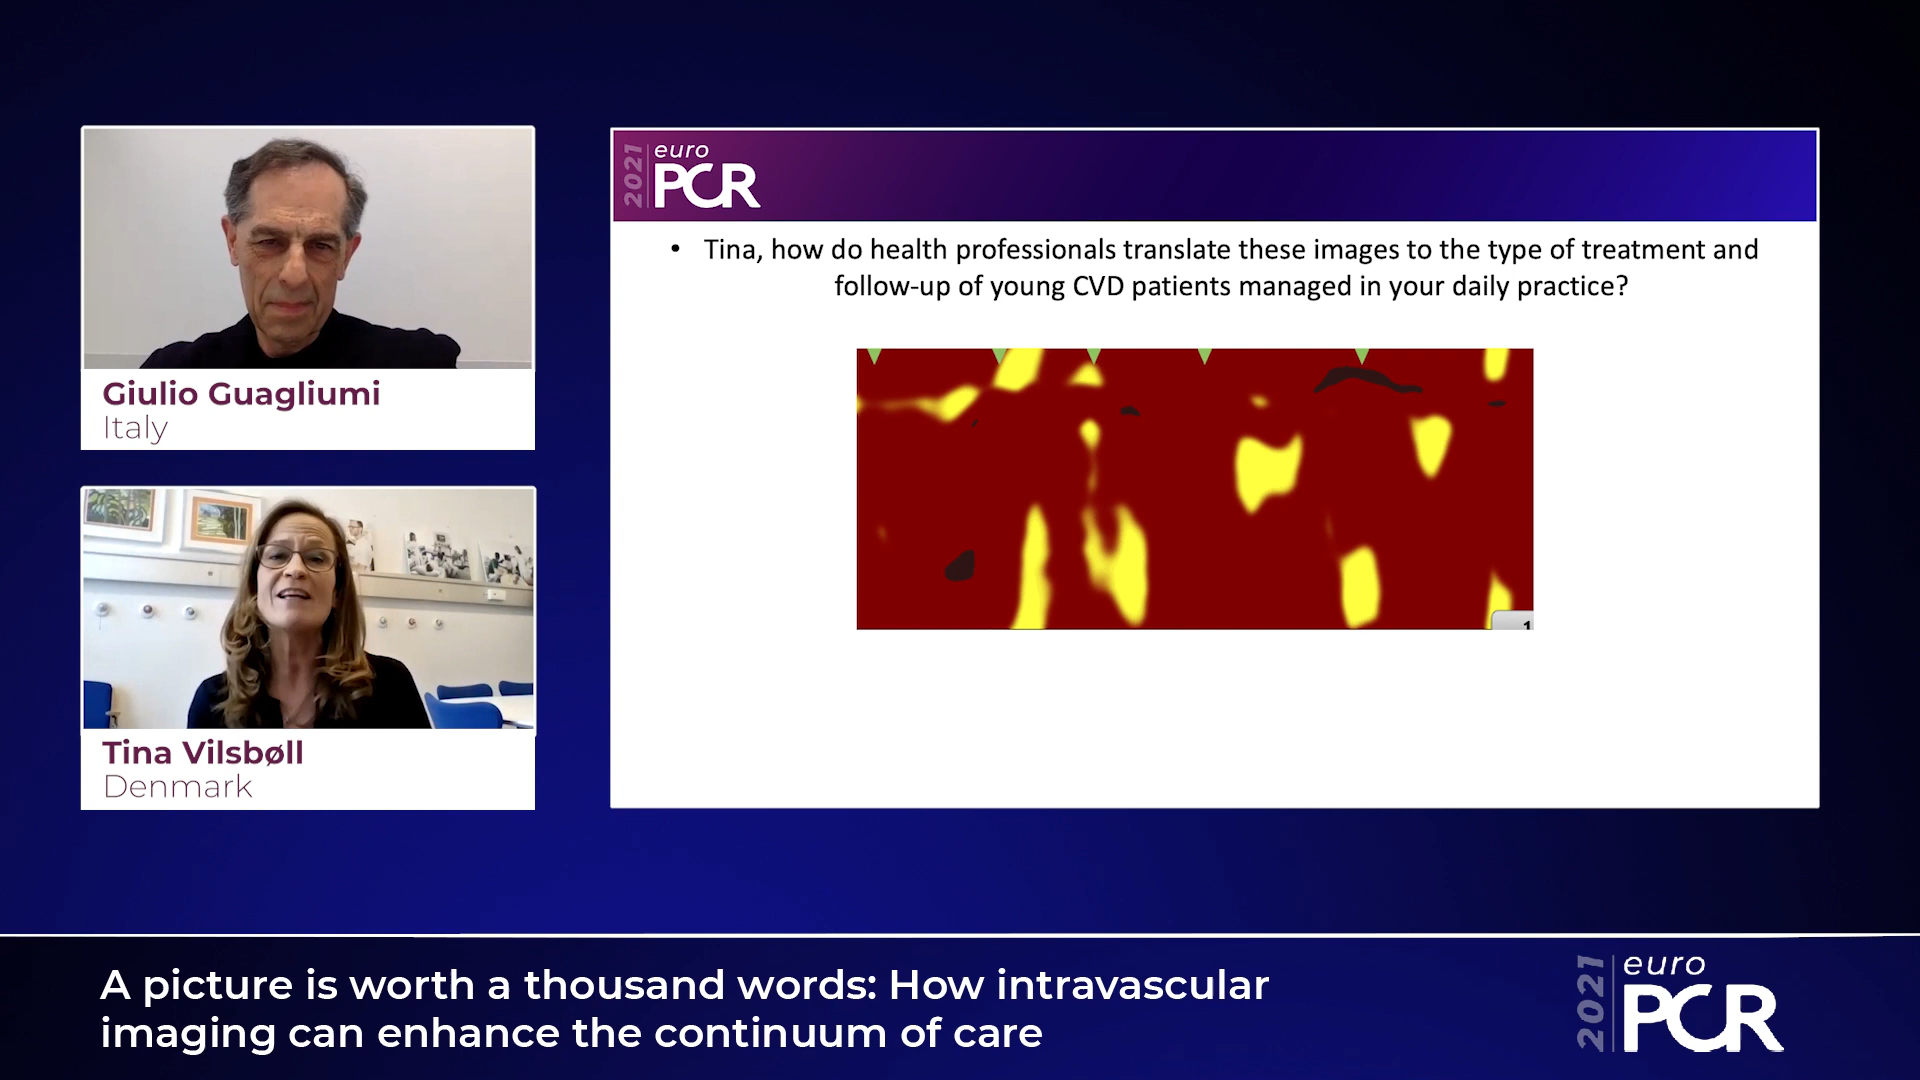 Giulio Guagliumi
Italy
Tina Vilsbøll
Denmark
2021
euro
PCR
• Tina, how do health professionals translate these images to the type of treatment and
follow-up of young CVD patients managed in your daily practice?
1
A picture is worth a thousand words: How intravascular
imaging can enhance the continuum of care
2021
euro
PCR